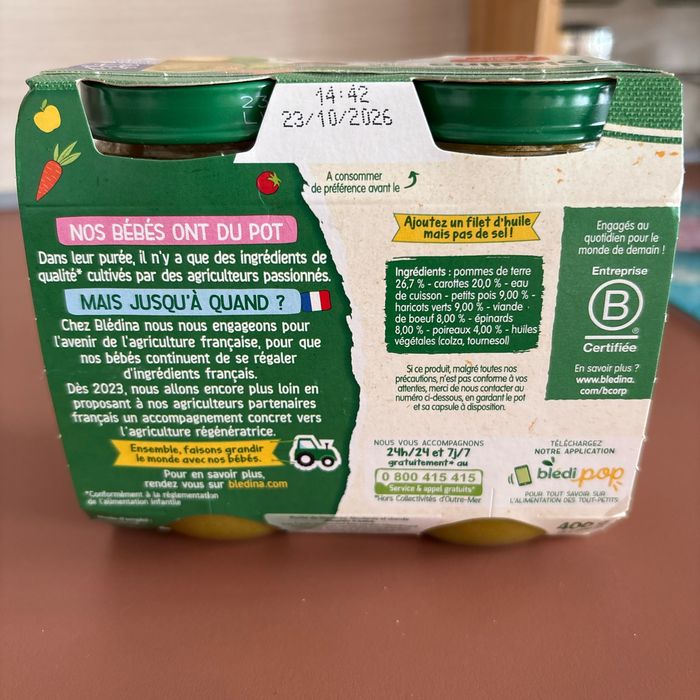 14:42
23/10/2026
A consommer
de préférence avant le
NOS BÉBÉS ONT DU POT
Dans leur purée, il n'y a que des ingrédients de
qualité* cultivés par des agriculteurs passionnés.
MAIS JUSQU'À QUAND ?
Chez Blédina nous nous engageons pour
l'avenir de l'agriculture française, pour que
nos bébés continuent de se régaler
d'ingrédients français.
Dès 2023, nous allons encore plus loin en
proposant à nos agriculteurs partenaires
français un accompagnement concret vers
l'agriculture régénératrice.
Ensemble, faisons grandir
le monde avec nos bébés.
Pour en savoir plus,
rendez vous sur bledina.com
*Conformément à la réglementation
de l'alimentation infantile
Ajoutez un filet d'huile
mais pas de sel !
Ingrédients : pommes de terre
26,7 % - carottes 20,0 % - eau
de cuisson - petits pois 9,00 % -
haricots verts 9,00 % - viande
de boeuf 8,00 % - épinards
8,00 % - poireaux 4,00 % - huiles
végétales (colza, tournesol)
Si ce produit, malgré toutes nos
précautions, n'est pas conforme à vos
attentes, merci de nous contacter au
numéro ci-dessous, en gardant le pot
et sa capsule à disposition.
NOUS VOUS ACCOMPAGNONS
24h/24 et 7j/7
gratuitement* au
0 800 415 415
Service & appel gratuits*
*Hors Collectivités d'Outre-Mer
Engagés au
quotidien pour le
monde de demain !
Entreprise
B
®
Certifiée
En savoir plus ?
www.bledina.
com/bcorp
TÉLÉCHARGEZ
NOTRE APPLICATION
blédi pop
POUR TOUT SAVOIR SUR
L'ALIMENTATION DES TOUT-PETITS